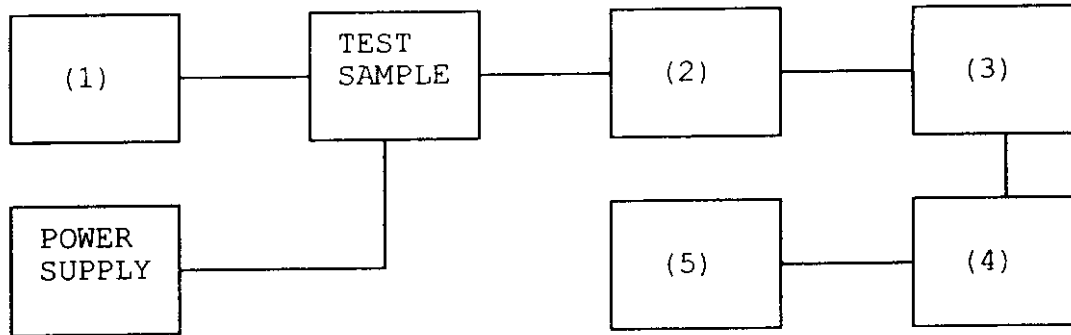 (1)
TEST
SAMPLE
(2)
(3)
POWER
SUPPLY
(5)
(4)